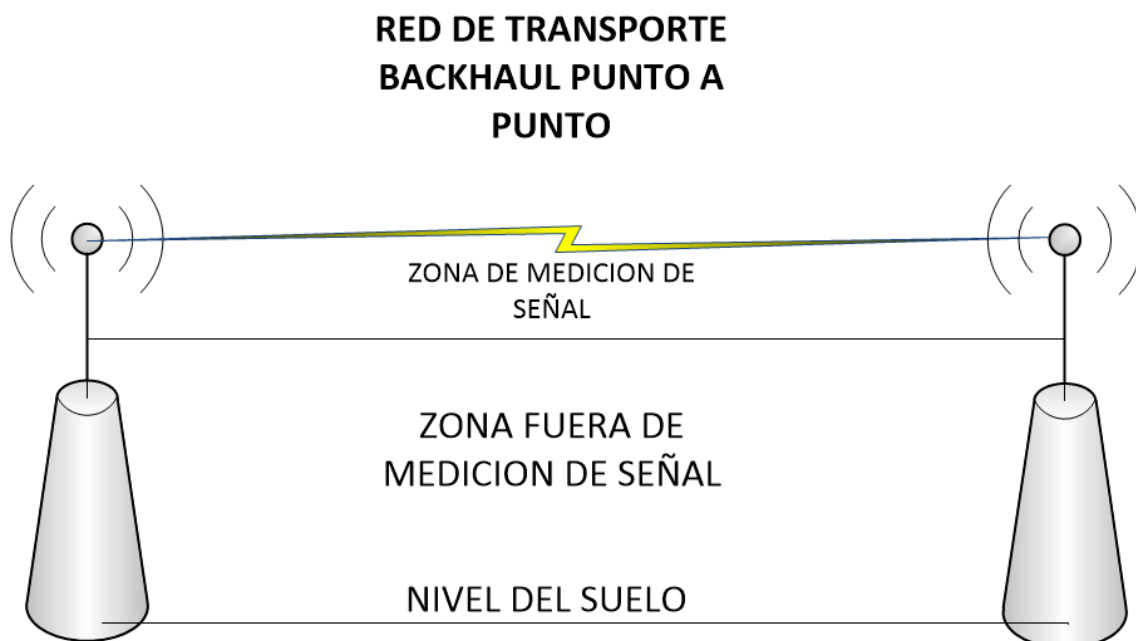 RED DE TRANSPORTE
BACKHAUL PUNTO A
PUNTO
ZONA DE MEDICION DE
SEÑAL
ZONA FUERA DE
MEDICION DE SEÑAL
NIVEL DEL SUELO